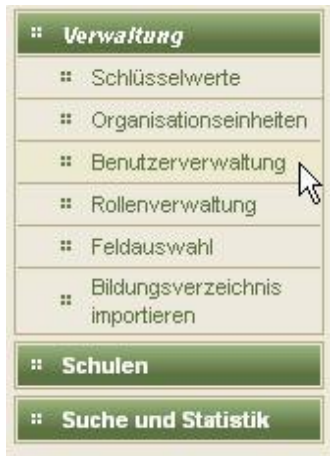 Verwaltung
Schlüsselwerte
Organisationseinheiten
Benutzerverwaltung
Rollenverwaltung
Feldauswahl
Bildungsverzeichnis
importieren
Schulen
Suche und Statistik